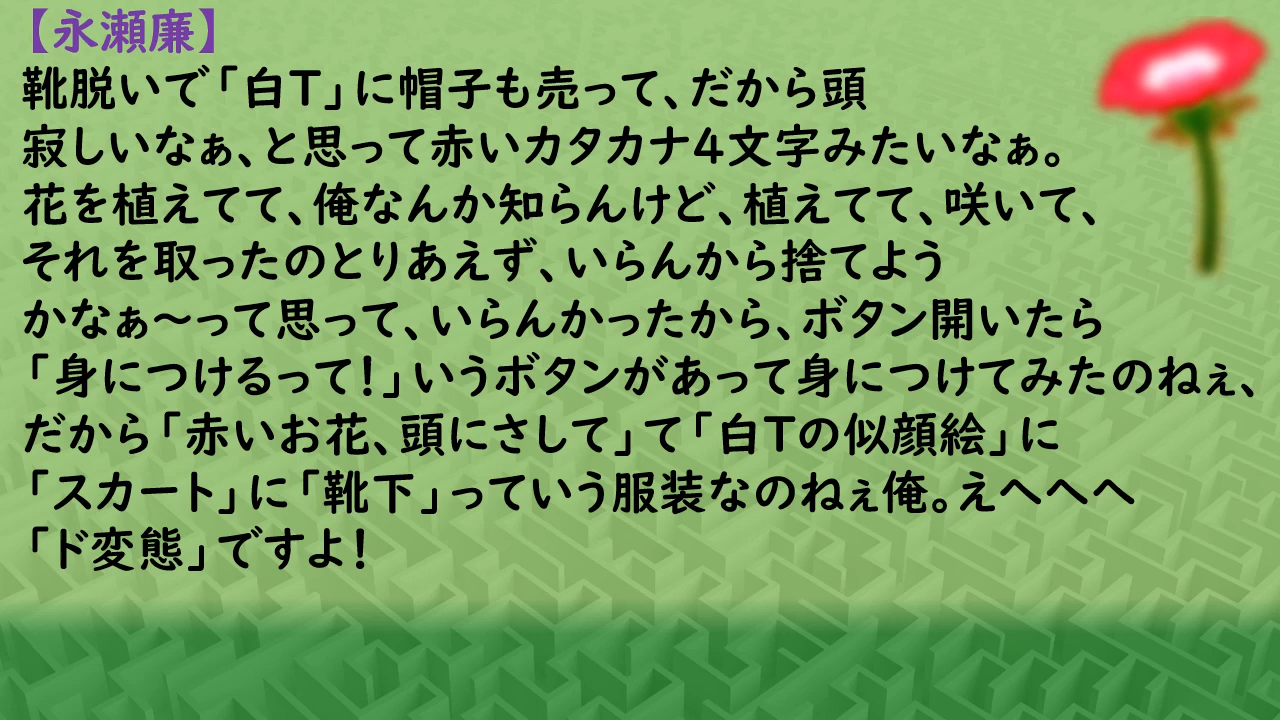 【永瀬廉】
靴脱いで「白T」に帽子も売って、だから頭
寂しいなぁ、と思って赤いカタカナ4文字みたいなぁ。
花を植えてて、俺なんか知らんけど、植えてて、咲いて、
それを取ったのとりあえず、いらんから捨てよう
かなぁ～って思って、いらんかったから、ボタン開いたら
「身につけるって!」いうボタンがあって身につけてみたのねぇ、
だから「赤いお花、頭にさして」て「白Tの似顔絵」に
「スカート」に「靴下」っていう服装なのねぇ俺。えへへへ
「ド変態」ですよ!